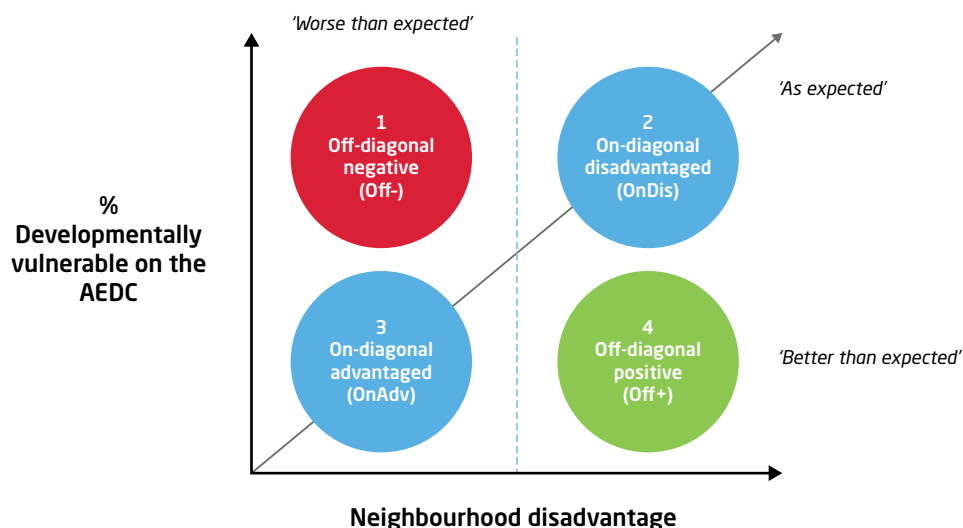 ‘Worse than expected’
‘As expected’
1
Off-diagonal
negative
(Off–)
2
On-diagonal
disadvantaged
(OnDis)
%
Developmentally
vulnerable on the
AEDC
3
On-diagonal
advantaged
(OnAdv)
4
Off-diagonal
positive
(Off+)
‘Better than expected’
Neighbourhood disadvantage